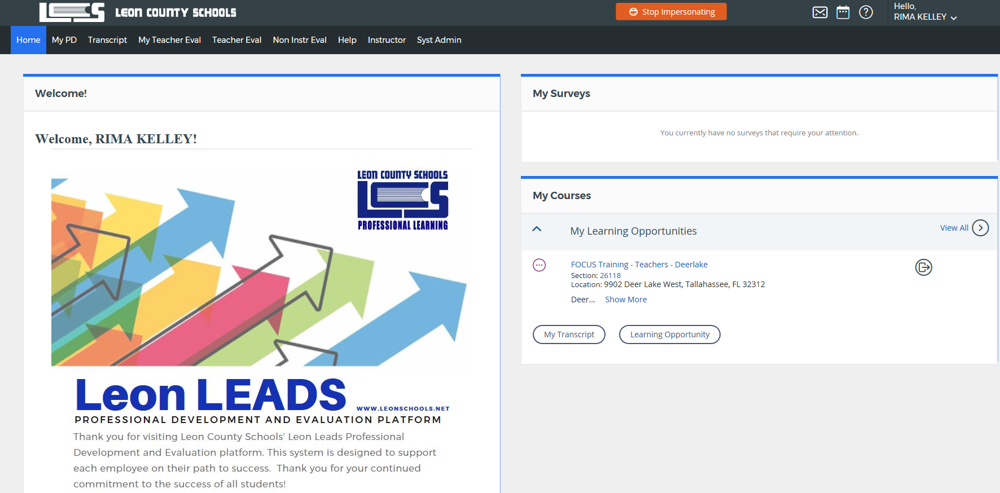 LEON COUNTY SCHOOLS
Stop Impersonating
Hello,
RIMA KELLEY
Home
My PD
Transcript
My Teacher Eval
Teacher Eval
Non Instr Eval
Help
Instructor
Syst Admin
Welcome!
Welcome, RIMA KELLEY!
LEON COUNTY SCHOOLS
LCS
PROFESSIONAL LEARNING
Leon LEADS
WWW.LEONSCHOOLS.NET
PROFESSIONAL DEVELOPMENT AND EVALUATION PLATFORM
Thank you for visiting Leon County Schools' Leon Leads Professional
Development and Evaluation platform. This system is designed to support
each employee on their path to success.  Thank you for your continued
commitment to the success of all students!
My Surveys
You currently have no surveys that require your attention.
My Courses
My Learning Opportunities
View All
FOCUS Training - Teachers - Deerlake
Section: 26118
Location: 9902 Deer Lake West, Tallahassee, FL 32312
Deer... Show More
My Transcript
Learning Opportunity